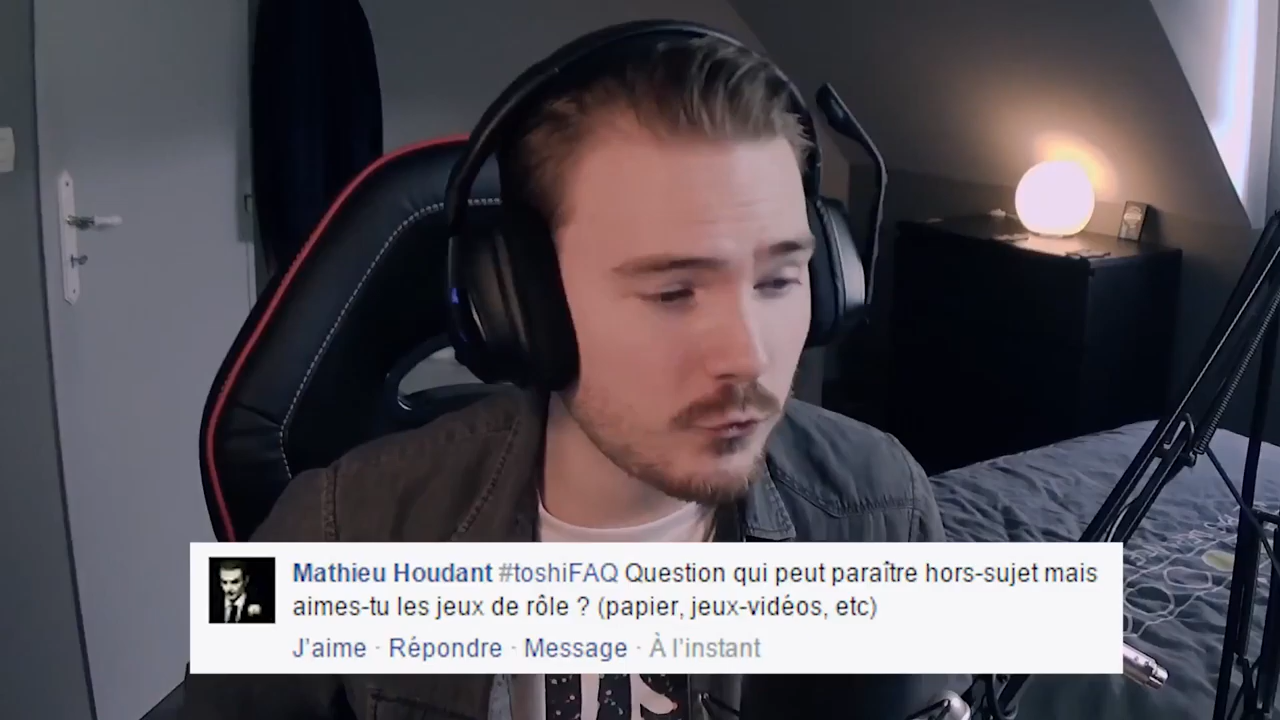 Mathieu Houdant #toshiFAQ Question qui peut paraître hors-sujet mais
aimes-tu les jeux de rôle ? (papier, jeux-vidéos, etc)
J'aime · Répondre · Message · À l'instant